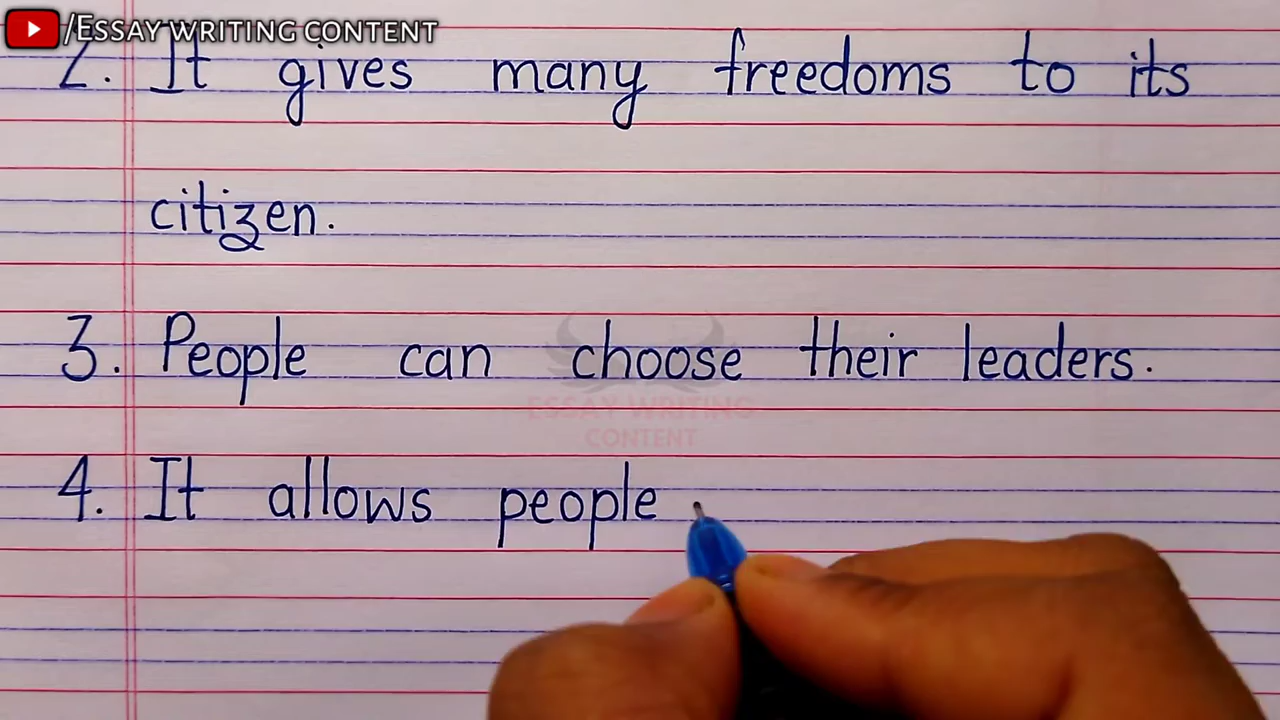 /ESSAY WRITING CONTENT
2. It gives many freedoms to its
citizen.
3. People can choose their leaders.
ESSAY WRITING
CONTENT
4. It allows people